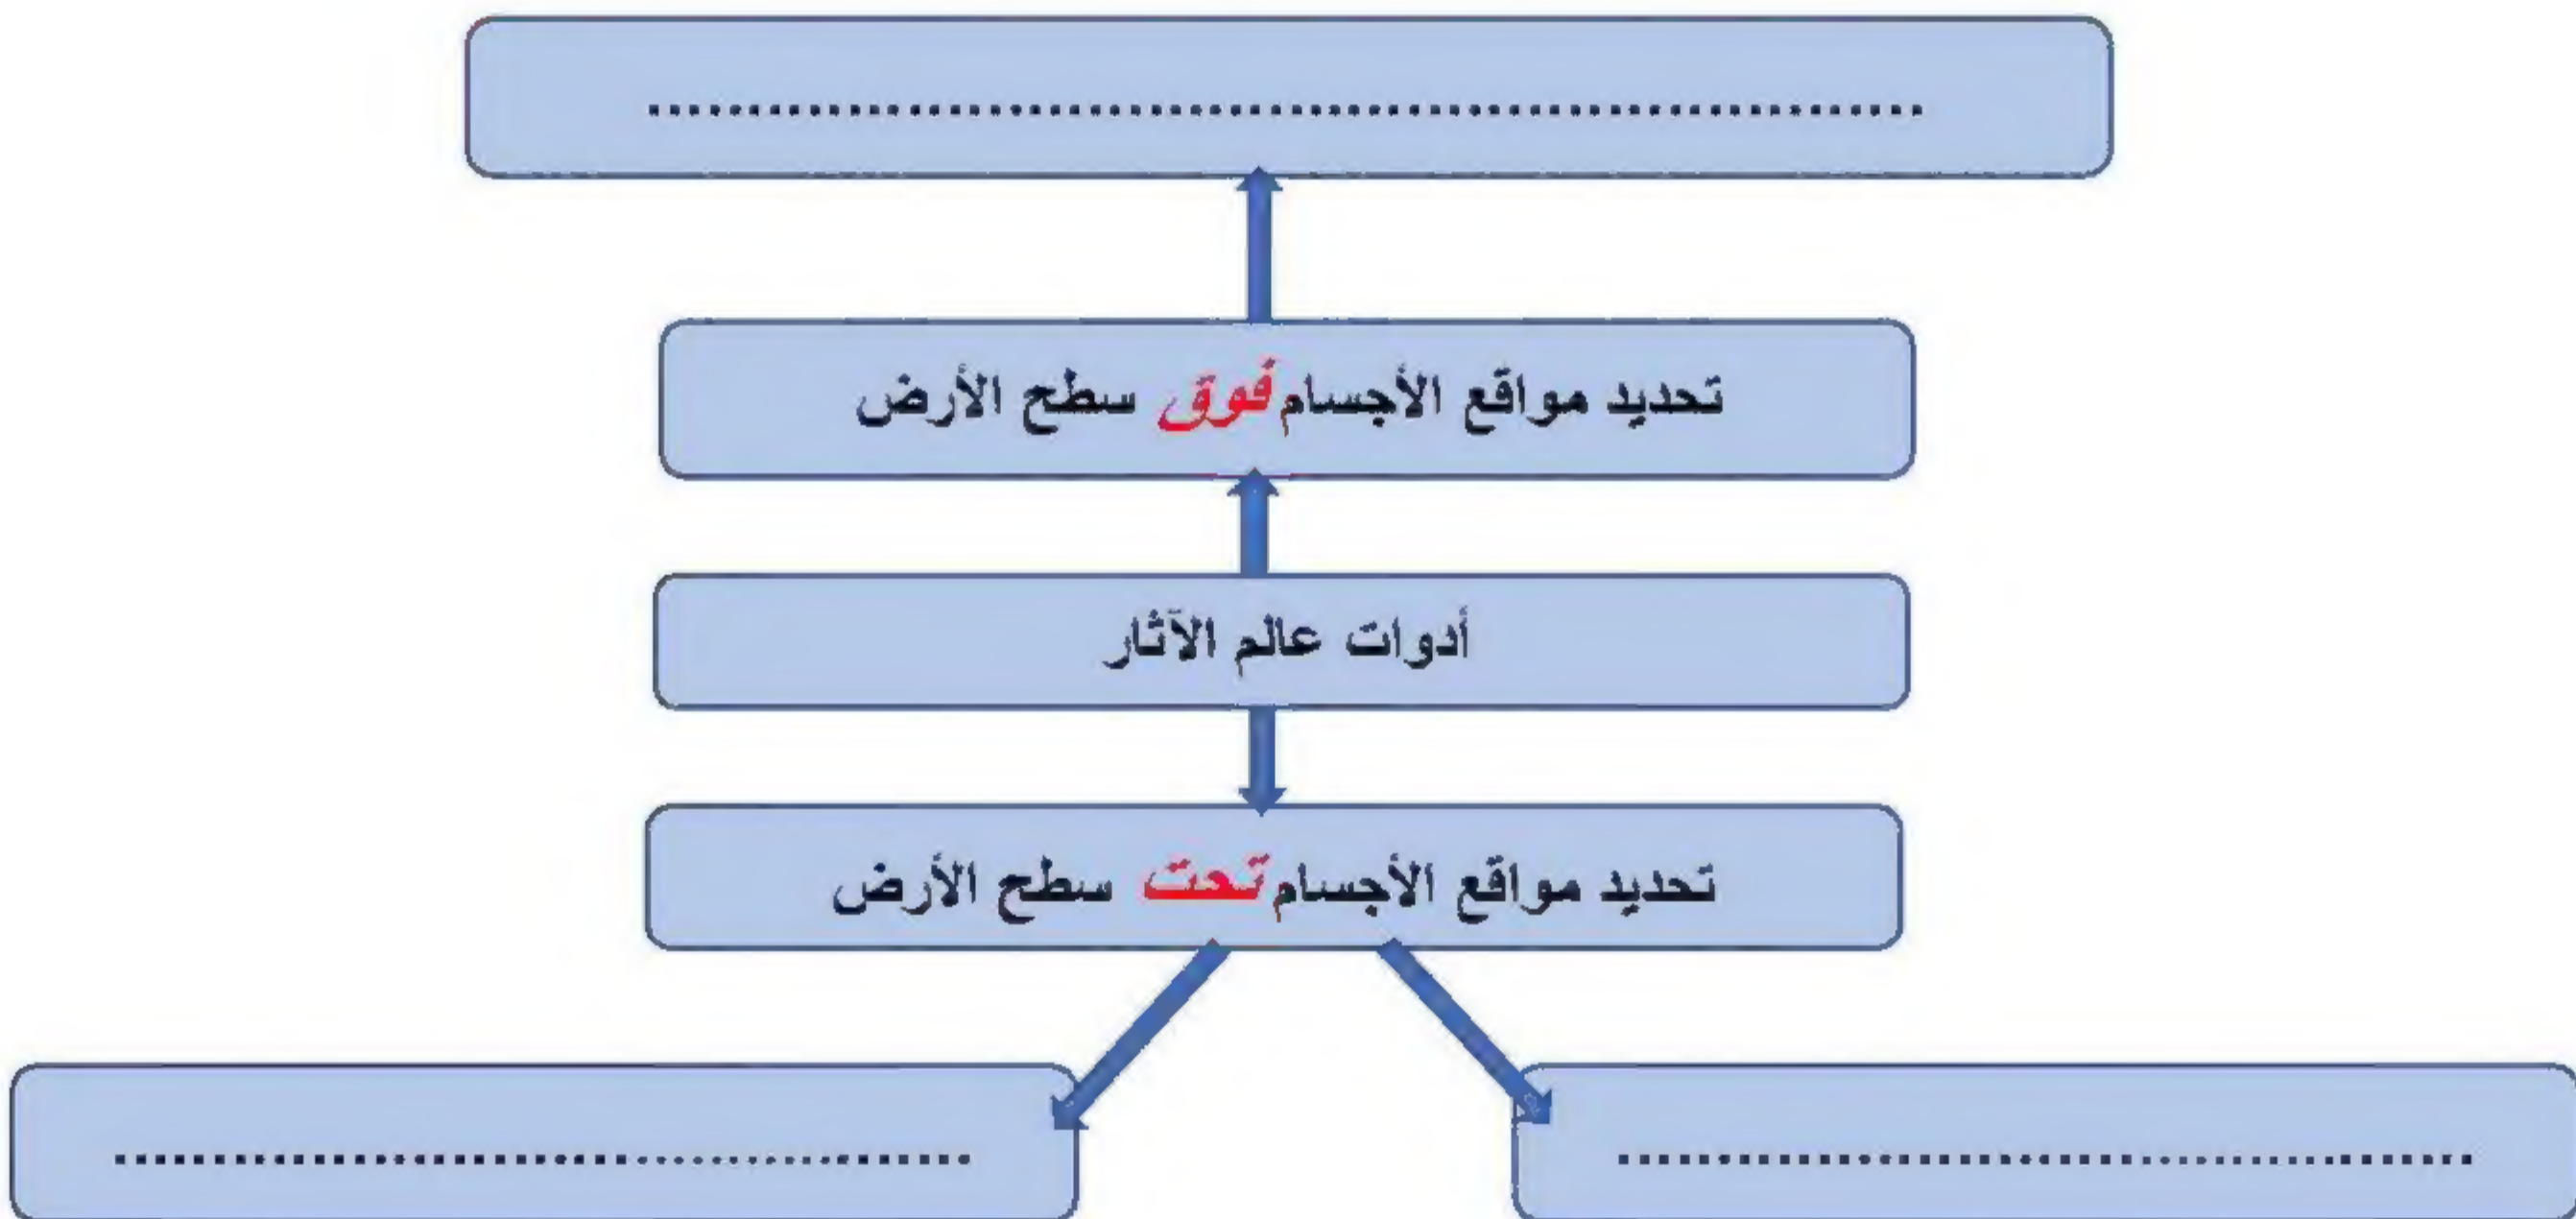 ............................................................
تحديد مواقع الأجسام فوق سطح الأرض
أدوات عالم الآثار
تحديد مواقع الأجسام تحت سطح الأرض
............................................ ............................................